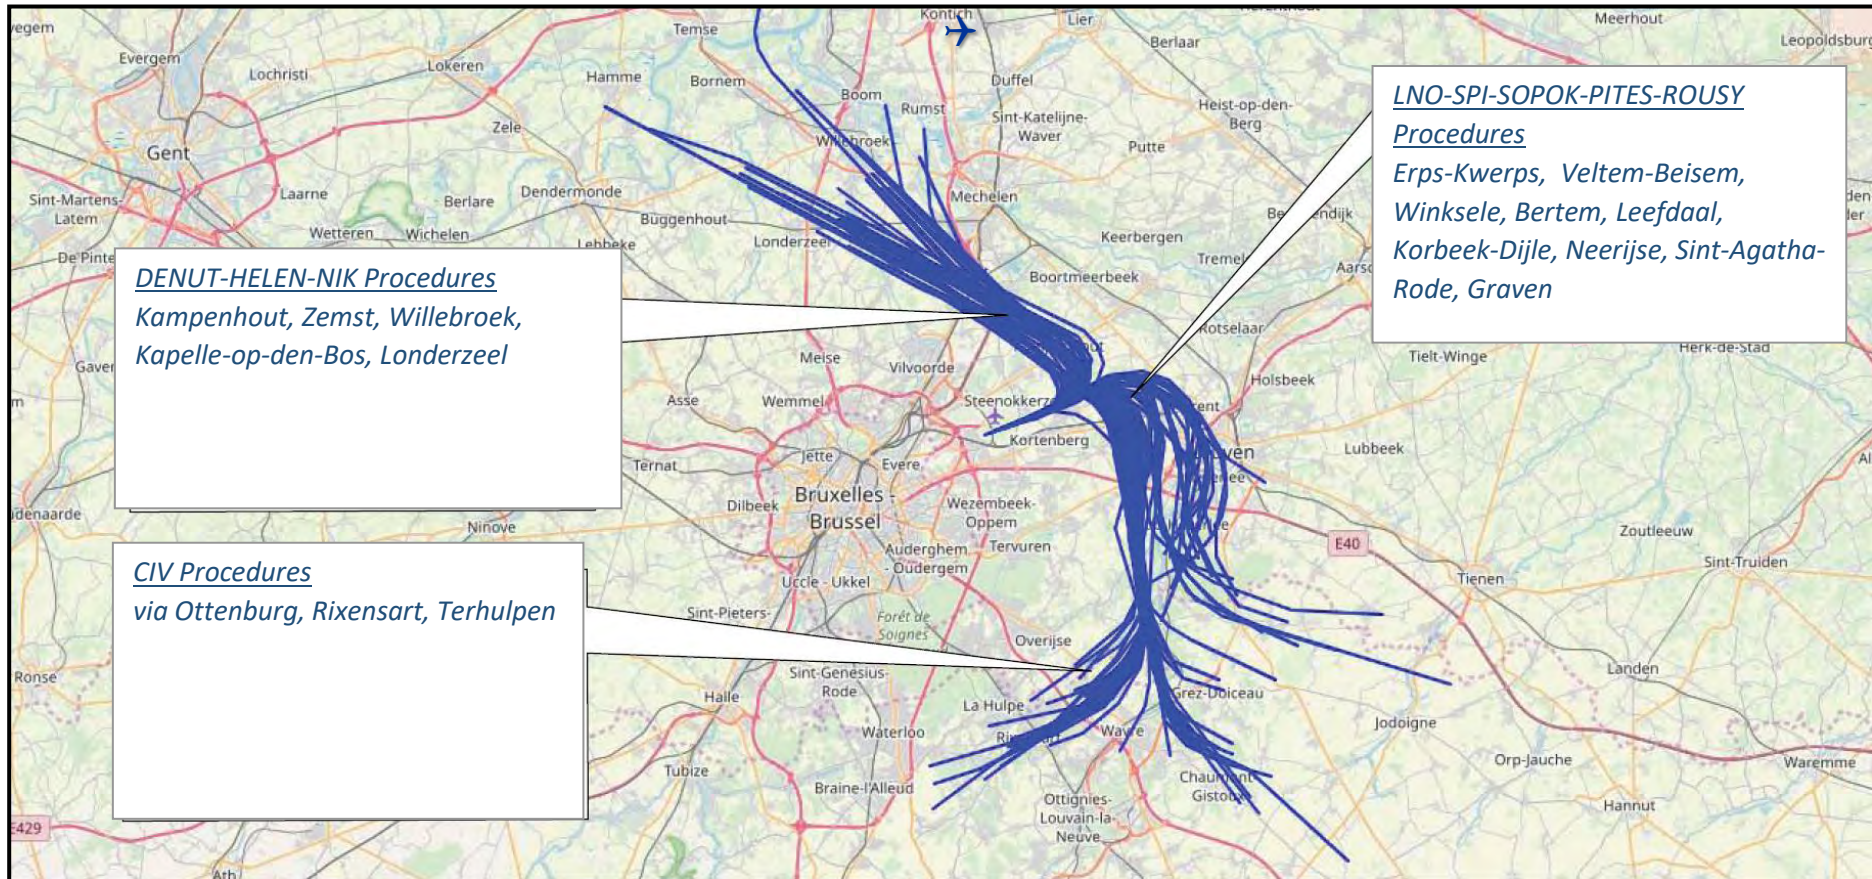 Kontich
Meerhout
Temse
Lier
Evergem
Berlaar
Leopoldsburg
Lochristi
Lokeren
Hamme
Bornem
Duffel
Boom
Rumst
Heist-op-den-
Berg
Zele
Sint-Katelijne-
Waver
Gent
Putte
Laarne
Dendermonde
Mechelen
Sint-Martens-
Latem
Berlare
Buggenhout
Wetteren
Wichelen
Lebbeke
Londerzeel
Keerbergen
Boortmeerbeek
LNO-SPI-SOPOK-PITES-ROUSY
Procedures
Erps-Kwerps, Veltem-Beisem,
Winksele, Bertem, Leefdaal,
Korbeek-Dijle, Neerijse, Sint-Agatha-
Rode, Graven
DENUT-HELEN-NIK Procedures
Kampenhout, Zemst, Willebroek,
Kapelle-op-den-Bos, Londerzeel
Rotselaar
Meise
Vilvoorde
Tielt-Winge
Herk-de-Stad
Holsbeek
Asse
Wemmel
Kortenberg
Lubbeek
Jette
Evere
Ternat
Bruxelles -
Brussel
Dilbeek
Wezembeek-
Oppem
Ninove
Zoutleeuw
Auderghem
- Oudergem
Tervuren
E40
Sint-Truiden
Tienen
Uccle - Ukkel
CIV Procedures
via Ottenburg, Rixensart, Terhulpen
Sint-Pieters-
Forêt de
Soignes
Overijse
Landen
Ronse
Sint-Genesius-
Rode
Halle
Grez-Doiceau
La Hulpe
Jodoigne
Waterloo
Wavre
Orp-Jauche
Waremme
Tubize
Braine-l'Alleud
Chaumont-
Gistoux
Ottignies-
Louvain-la-
Neuve
Hannut
E429
Ath